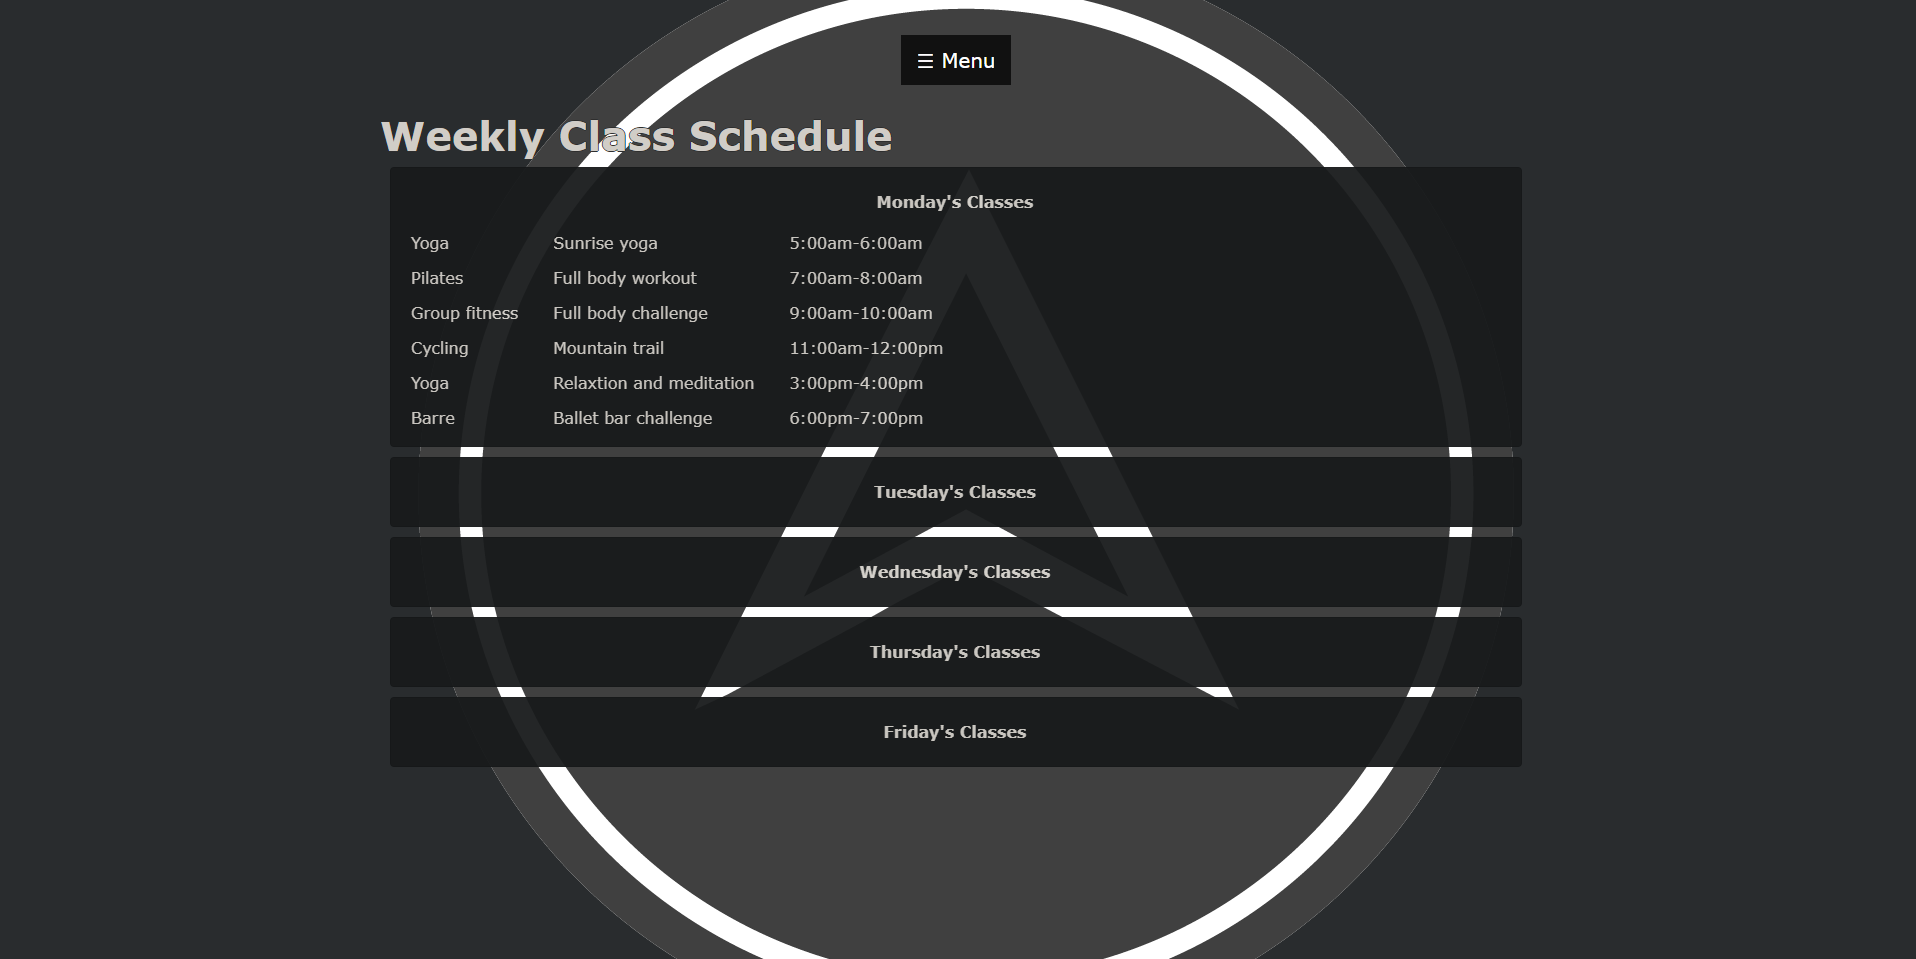 ☰ Menu
Weekly Class Schedule
Monday's Classes
Yoga Sunrise yoga 5:00am-6:00am
Pilates Full body workout 7:00am-8:00am
Group fitness Full body challenge 9:00am-10:00am
Cycling Mountain trail 11:00am-12:00pm
Yoga Relaxtion and meditation 3:00pm-4:00pm
Barre Ballet bar challenge 6:00pm-7:00pm
Tuesday's Classes
Wednesday's Classes
Thursday's Classes
Friday's Classes